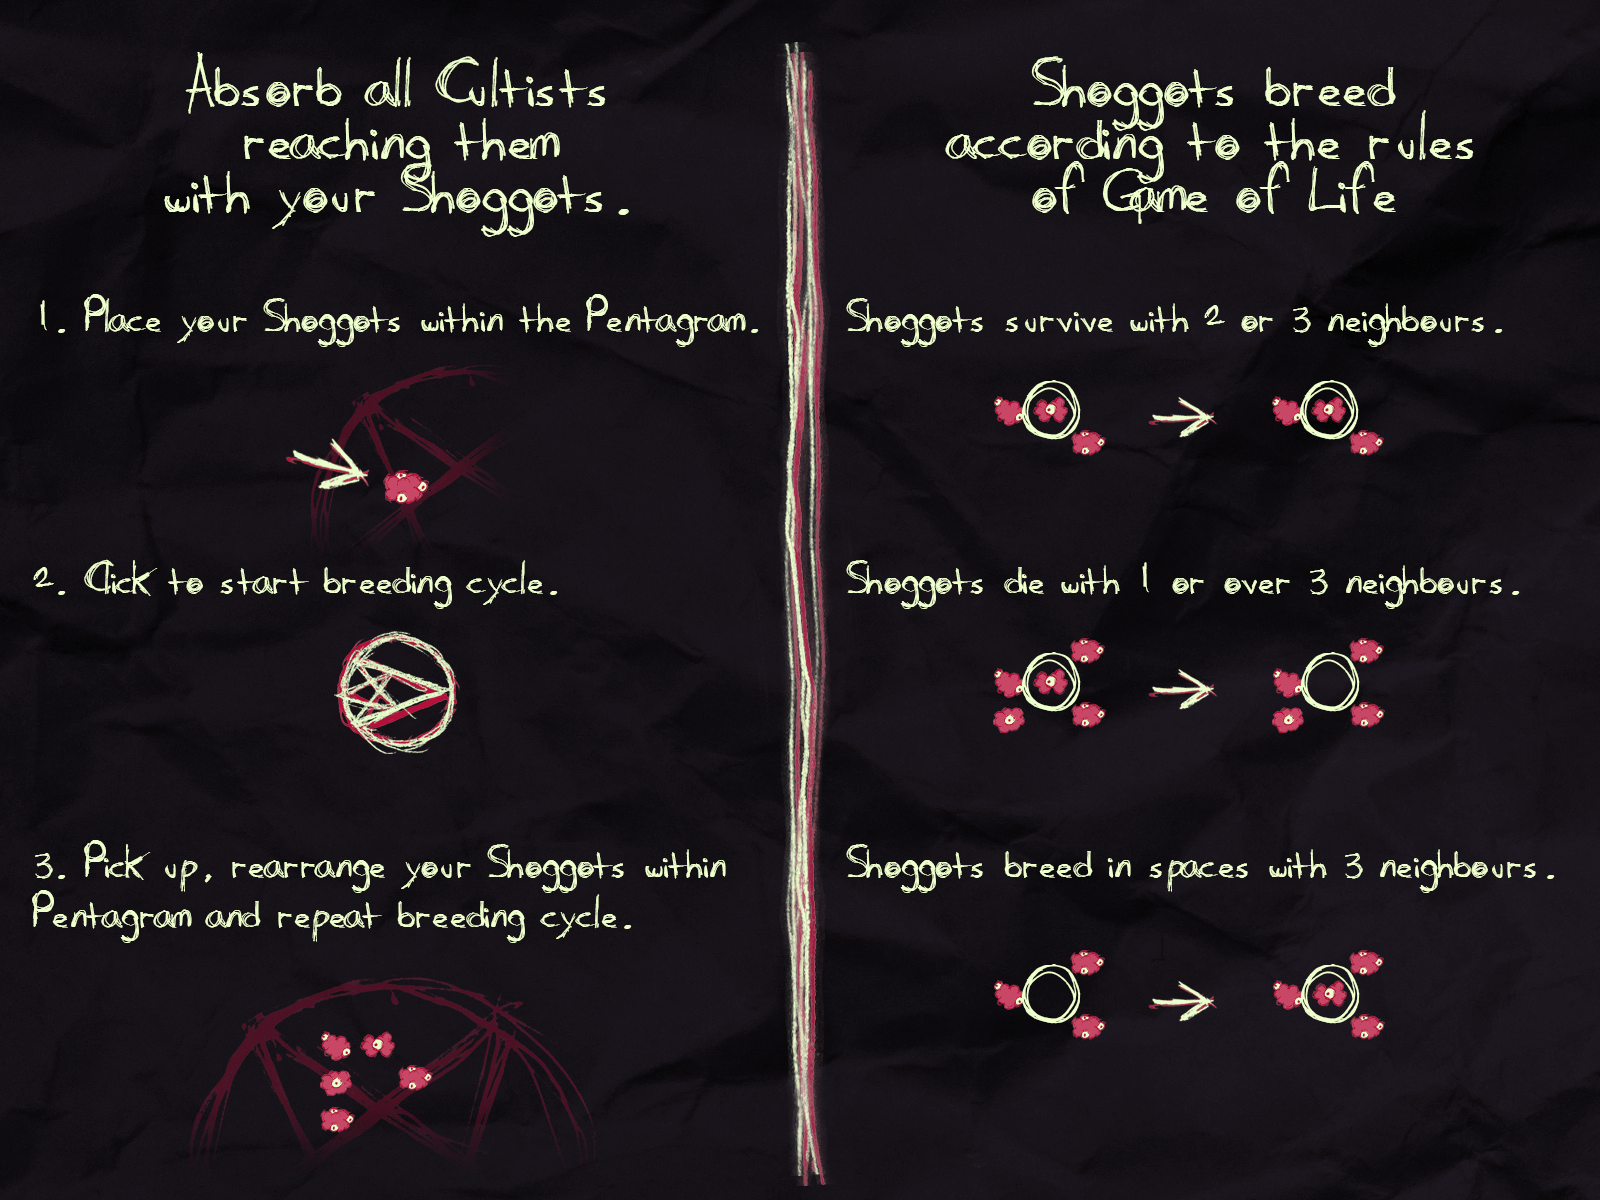 Absorb all Cultists
reaching them
with your Shoggots.
1. Place your Shoggots within the Pentagram.
2. Click to start breeding cycle.
3. Pick up, rearrange your Shoggots within
Pentagram and repeat breeding cycle.
Shoggots breed
according to the rules
of Game of Life
Shoggots survive with 2 or 3 neighbours.
Shoggots die with 1 or over 3 neighbours.
Shoggots breed in spaces with 3 neighbours.